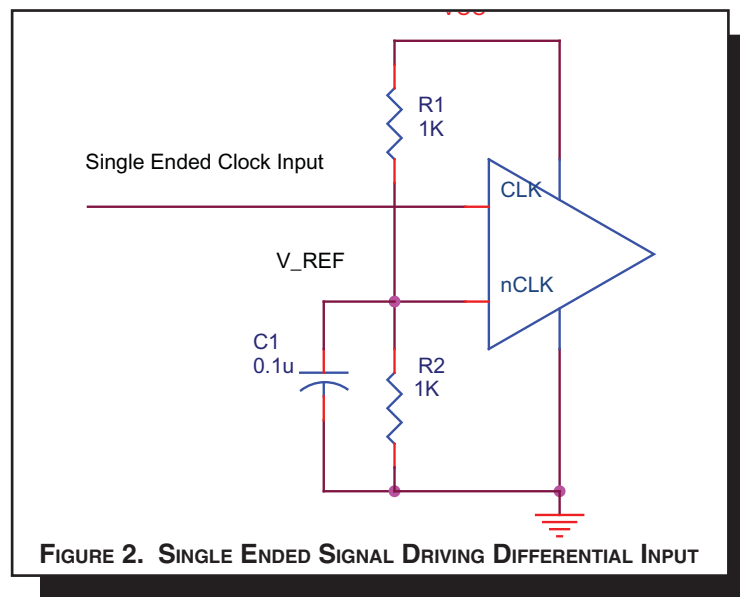 R1
1K
Single Ended Clock Input
CLK
V_REF
nCLK
C1
0.1u
R2
1K
FIGURE 2. SINGLE ENDED SIGNAL DRIVING DIFFERENTIAL INPUT